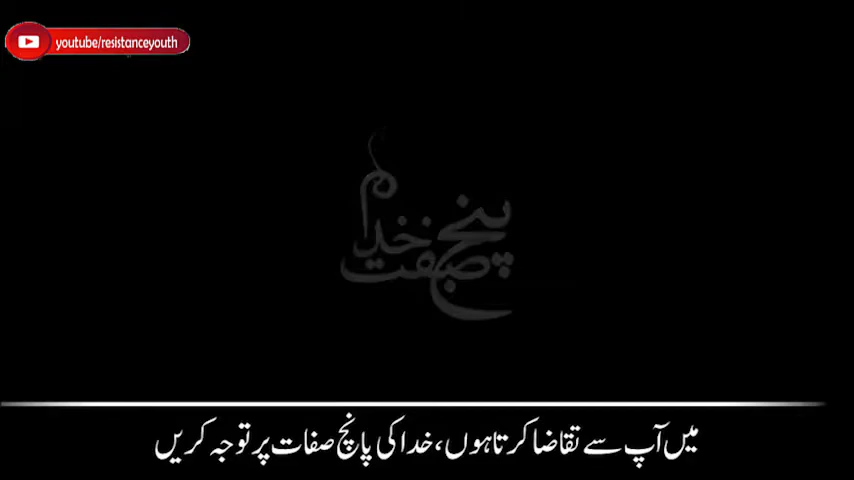 youtube/resistanceyouth
پنج
صفت خدا
میں آپ سے تقاضا کرتا ہوں، خدا کی پانچ صفات پر توجہ کریں